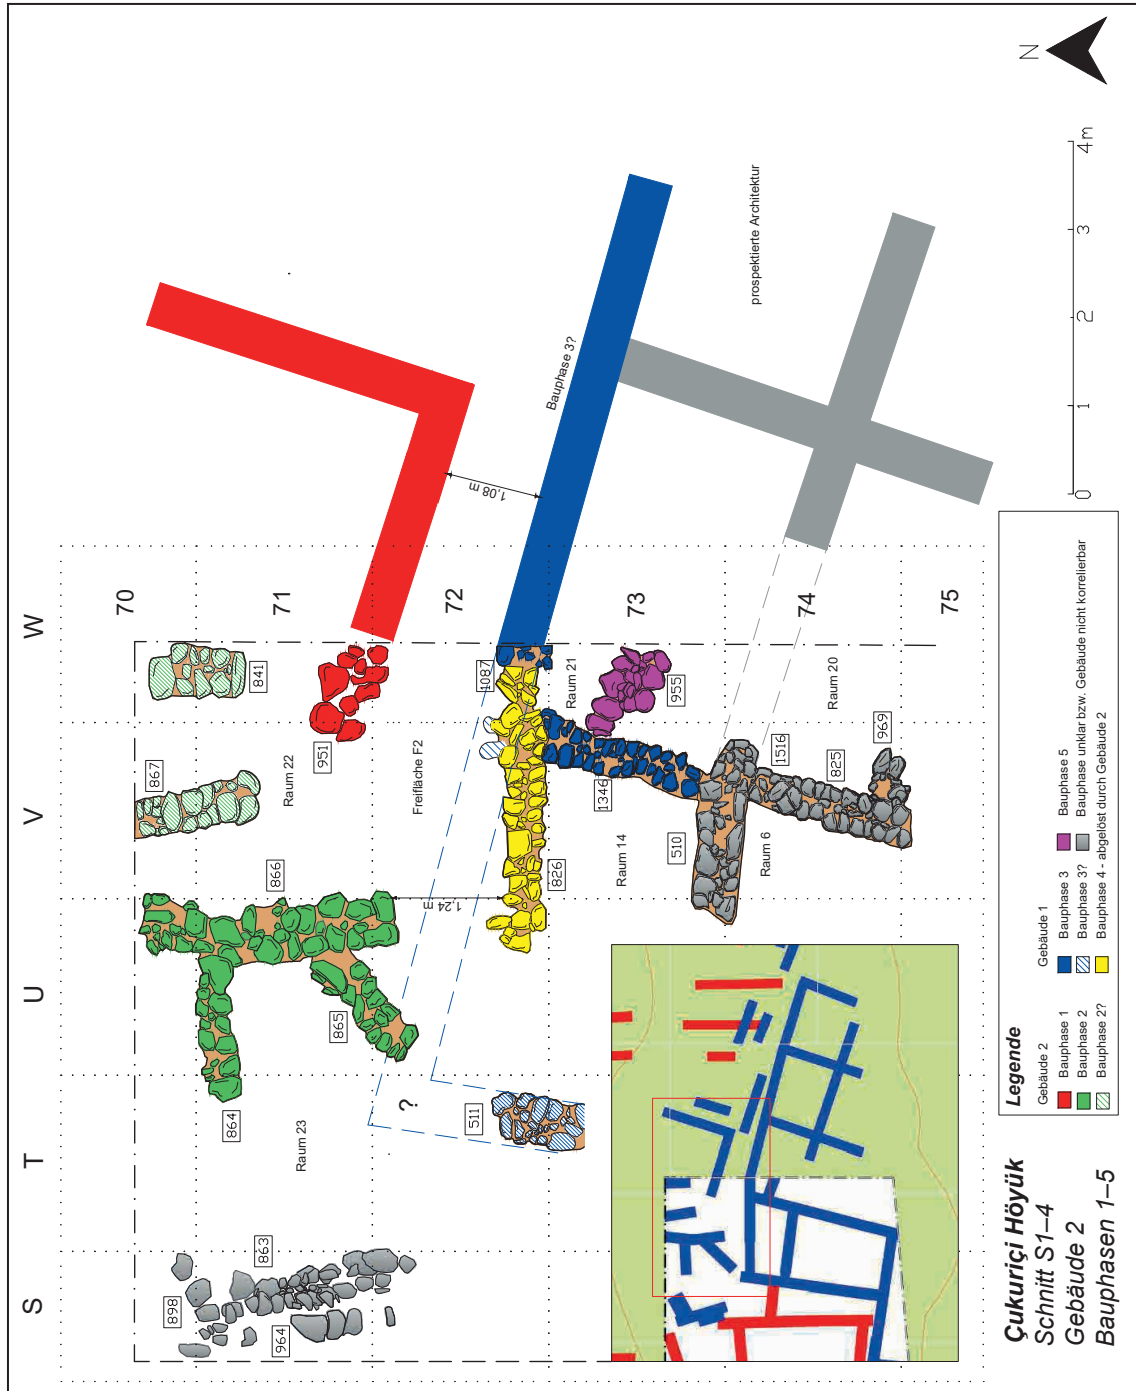 N
4m
3
2
1
0
prospektierte Architektur
Bauphase 3?
1,08 m
W
V
U
T
S
70
71
72
73
74
75
841
867
Raum 22
951
866
Freifläche F2
1087
Raum 21
955
1346
Raum 14
826
1,24 m
510
Raum 6
1516
825
969
Raum 20
865
864
Raum 23
?
511
863
898
964
Legende
Gebäude 2
Bauphase 1
Bauphase 2
Bauphase 2?
Gebäude 1
Bauphase 3
Bauphase 3?
Bauphase 4 - abgelöst durch Gebäude 2
Bauphase 5
Bauphase unklar bzw. Gebäude nicht korrelierbar
Çukuriçi Höyük
Schnitt S1–4
Gebäude 2
Bauphasen 1–5